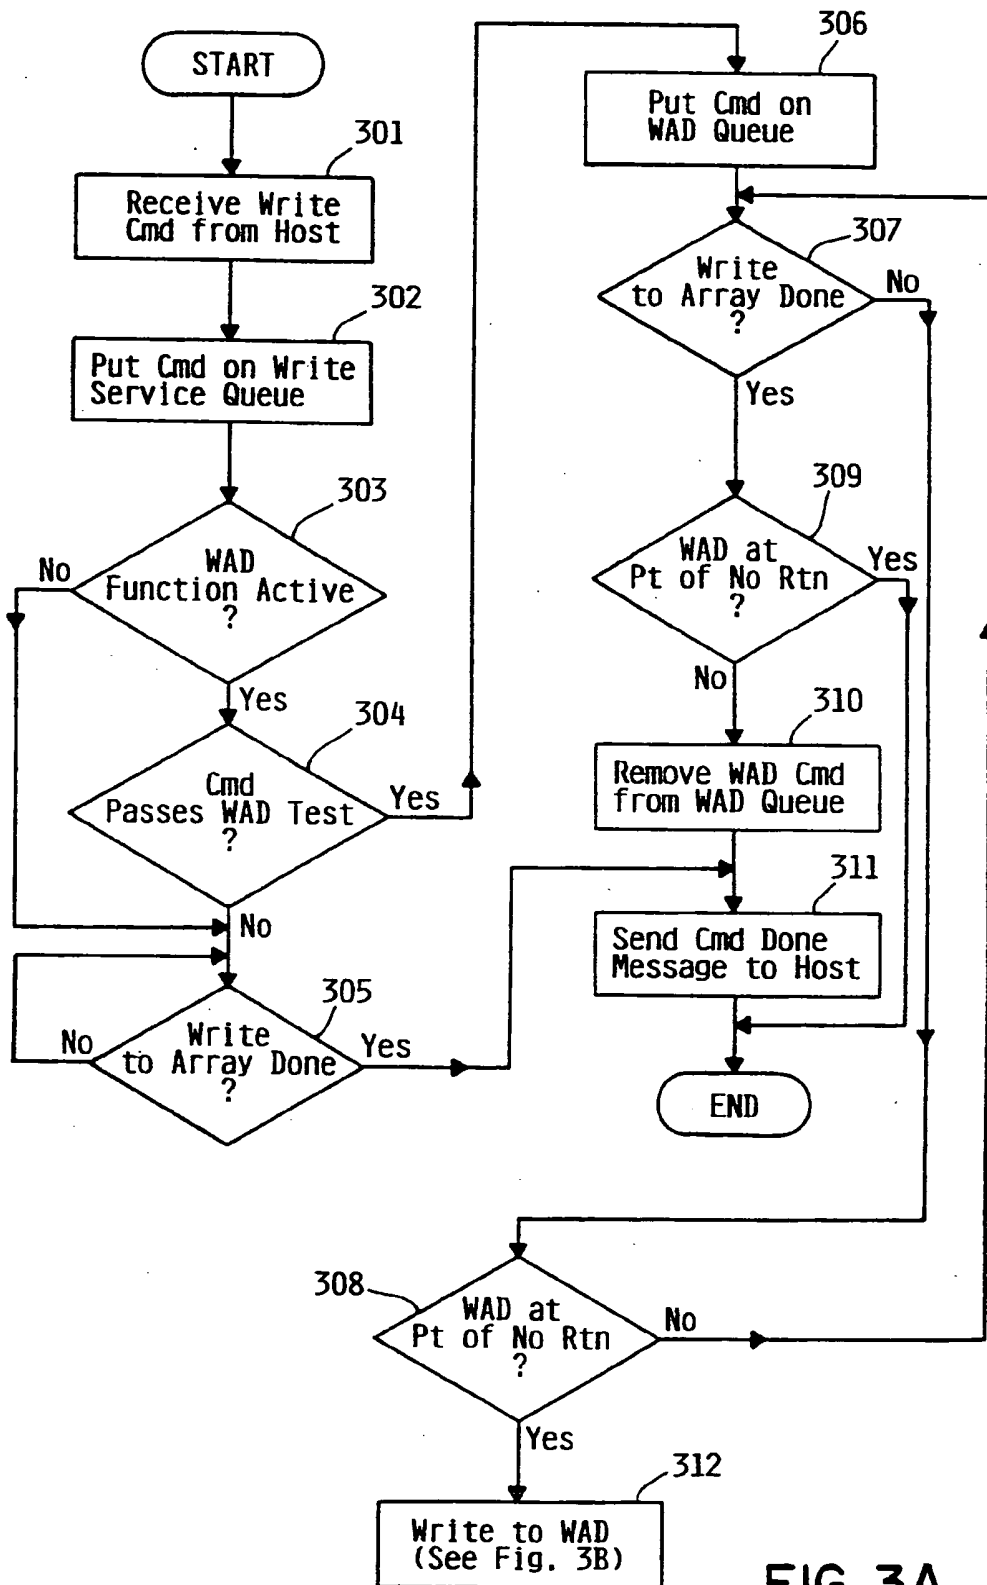 START
301
Receive Write
Cmd from Host
302
Put Cmd on Write
Service Queue
303
WAD
Function Active
?
No
Yes
304
Cmd
Passes WAD Test
?
Yes
No
305
Write
to Array Done
?
No
Yes
306
Put Cmd on
WAD Queue
307
Write
to Array Done
?
No
Yes
309
WAD at
Pt of No Rtn
?
Yes
No
310
Remove WAD Cmd
from WAD Queue
311
Send Cmd Done
Message to Host
END
308
WAD at
Pt of No Rtn
?
No
Yes
312
Write to WAD
(See Fig. 3B)
FIG. 3A